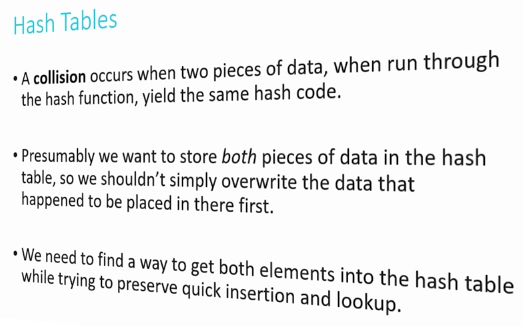 Hash Tables
• A collision occurs when two pieces of data, when run through
the hash function, yield the same hash code.
• Presumably we want to store both pieces of data in the hash
table, so we shouldn't simply overwrite the data that
happened to be placed in there first.
• We need to find a way to get both elements into the hash table
while trying to preserve quick insertion and lookup.